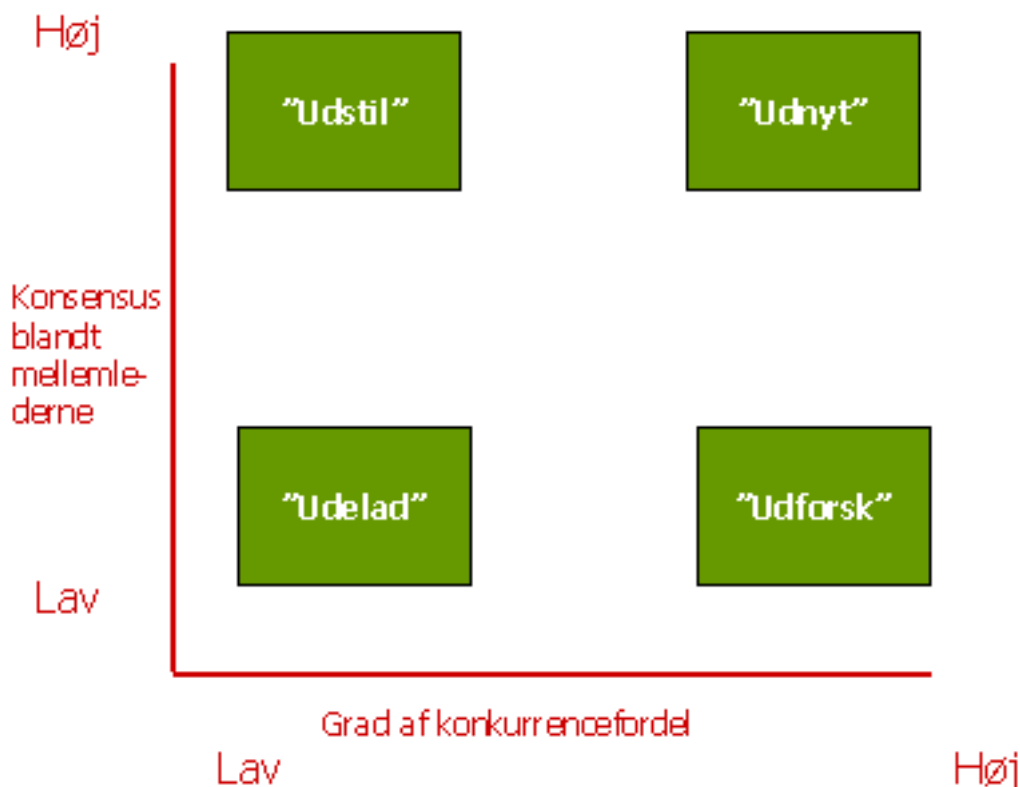 Høj
”Udstil”
”Udnyt”
Konsensus
blandt
mellemle-
derne
”Udelad”
”Udforsk”
Lav
Grad af konkurrencefordel
Lav
Høj